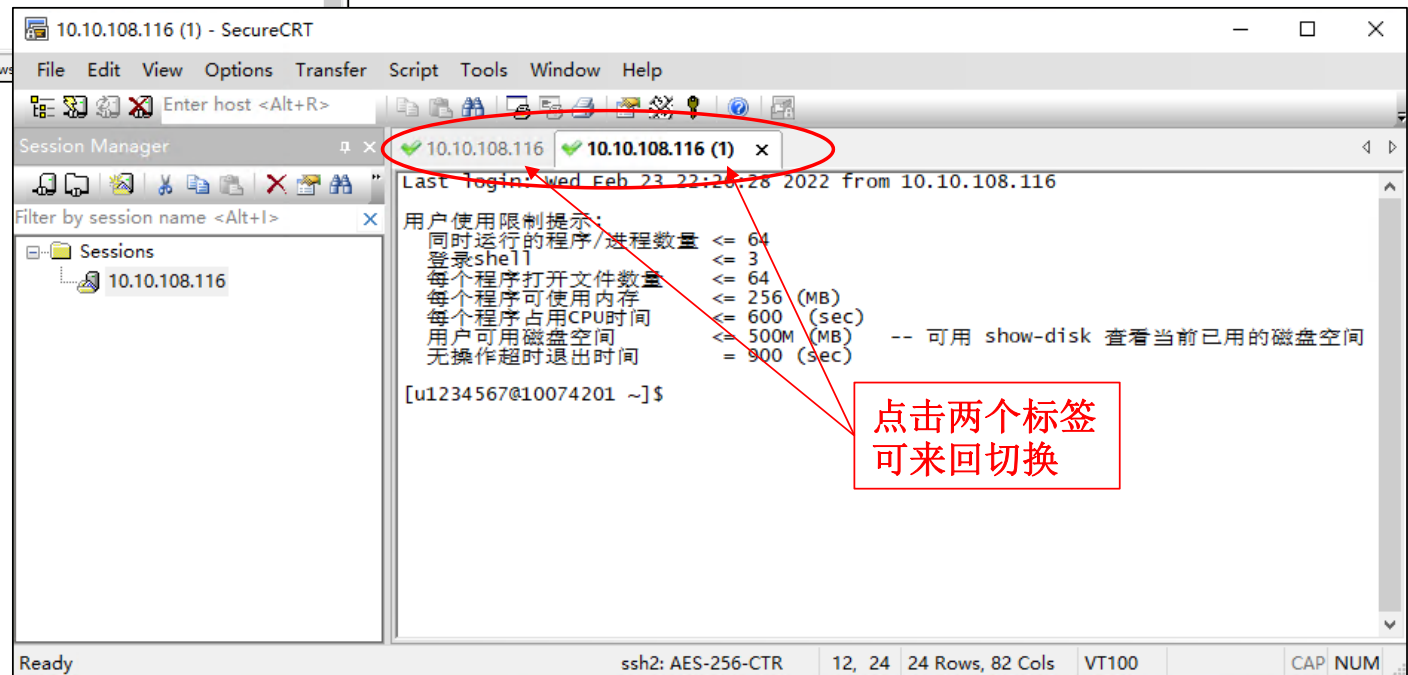 10.10.108.116 (1) - SecureCRT
File Edit View Options Transfer Script Tools Window Help
Enter host <Alt+R>
Session Manager
10.10.108.116 10.10.108.116 (1)
Filter by session name <Alt+I>
Sessions
10.10.108.116
Last login: Wed Feb 23 22:26:28 2022 from 10.10.108.116
用户使用限制提示:
同时运行的程序/进程数量 <= 64
登录shell <= 3
每个程序打开文件数量 <= 64
每个程序可使用内存 <= 256 (MB)
每个程序占用CPU时间 <= 600 (sec)
用户可用磁盘空间 <= 500M (MB) -- 可用 show-disk 查看当前已用的磁盘空间
无操作超时退出时间 = 900 (sec)
[u1234567@10074201 ~]$
点击两个标签
可来回切换
Ready ssh2: AES-256-CTR 12, 24 24 Rows, 82 Cols VT100 CAP NUM